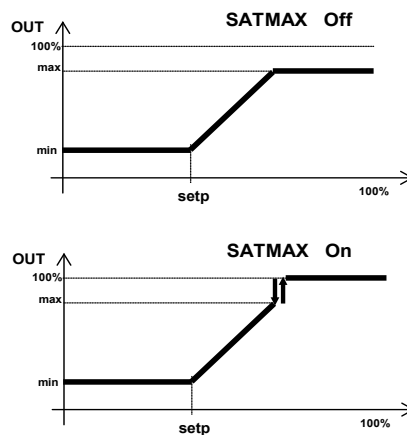 SATMAX Off
OUT
100%
max
min
setp
100%
SATMAX On
OUT
100%
max
min
setp
100%